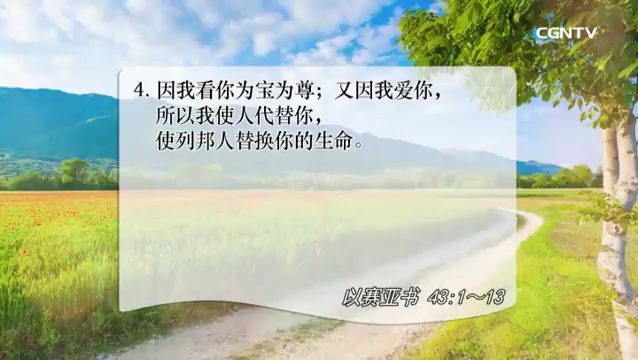 CGNTV
4. 因我看你为宝为尊；又因我爱你，
所以我使人代替你，
使列邦人替换你的生命。
以赛亚书 43:1～13